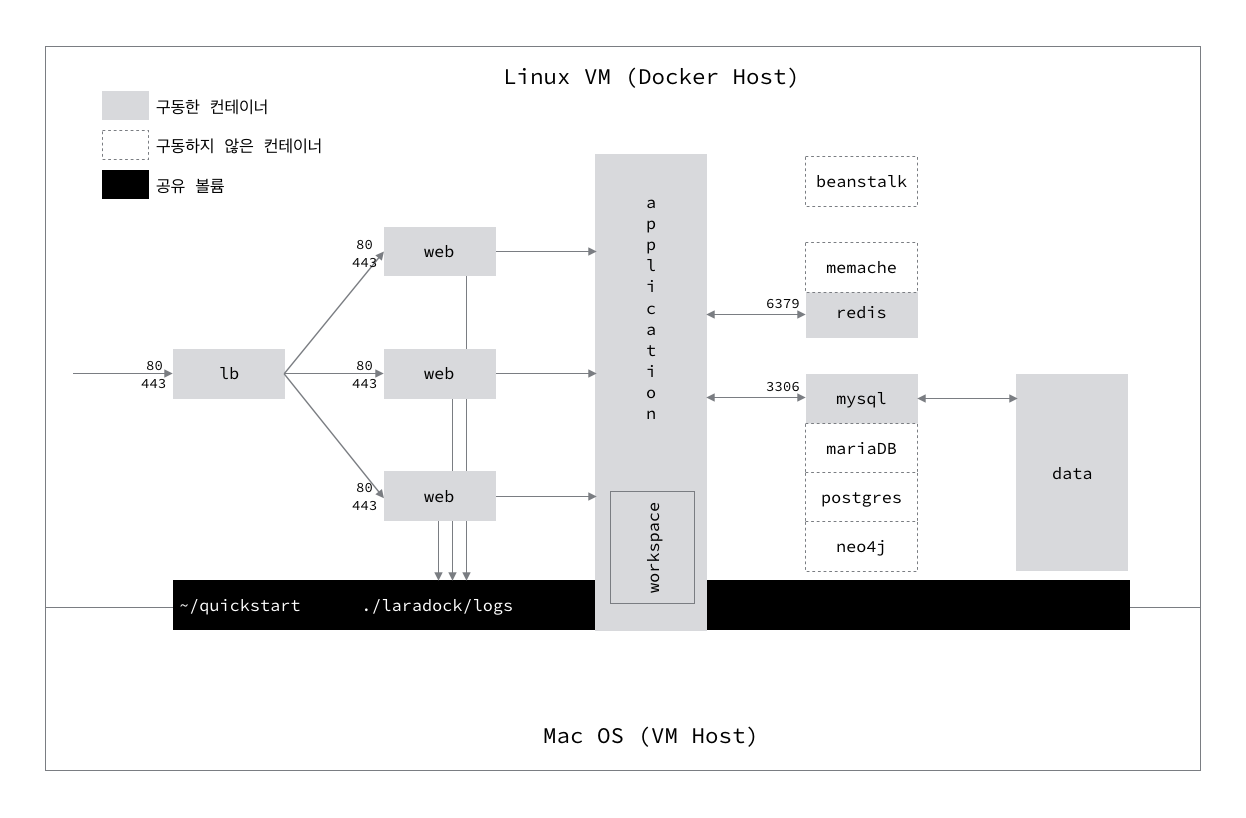 Linux VM (Docker Host)
구동한 컨테이너
구동하지 않은 컨테이너
공유 볼륨
80
443
lb
80
443
web
80
443
web
80
443
web
application
workspace
beanstalk
memache
6379
redis
3306
mysql
mariaDB
postgres
neo4j
data
~/quickstart
./laradock/logs
Mac OS (VM Host)